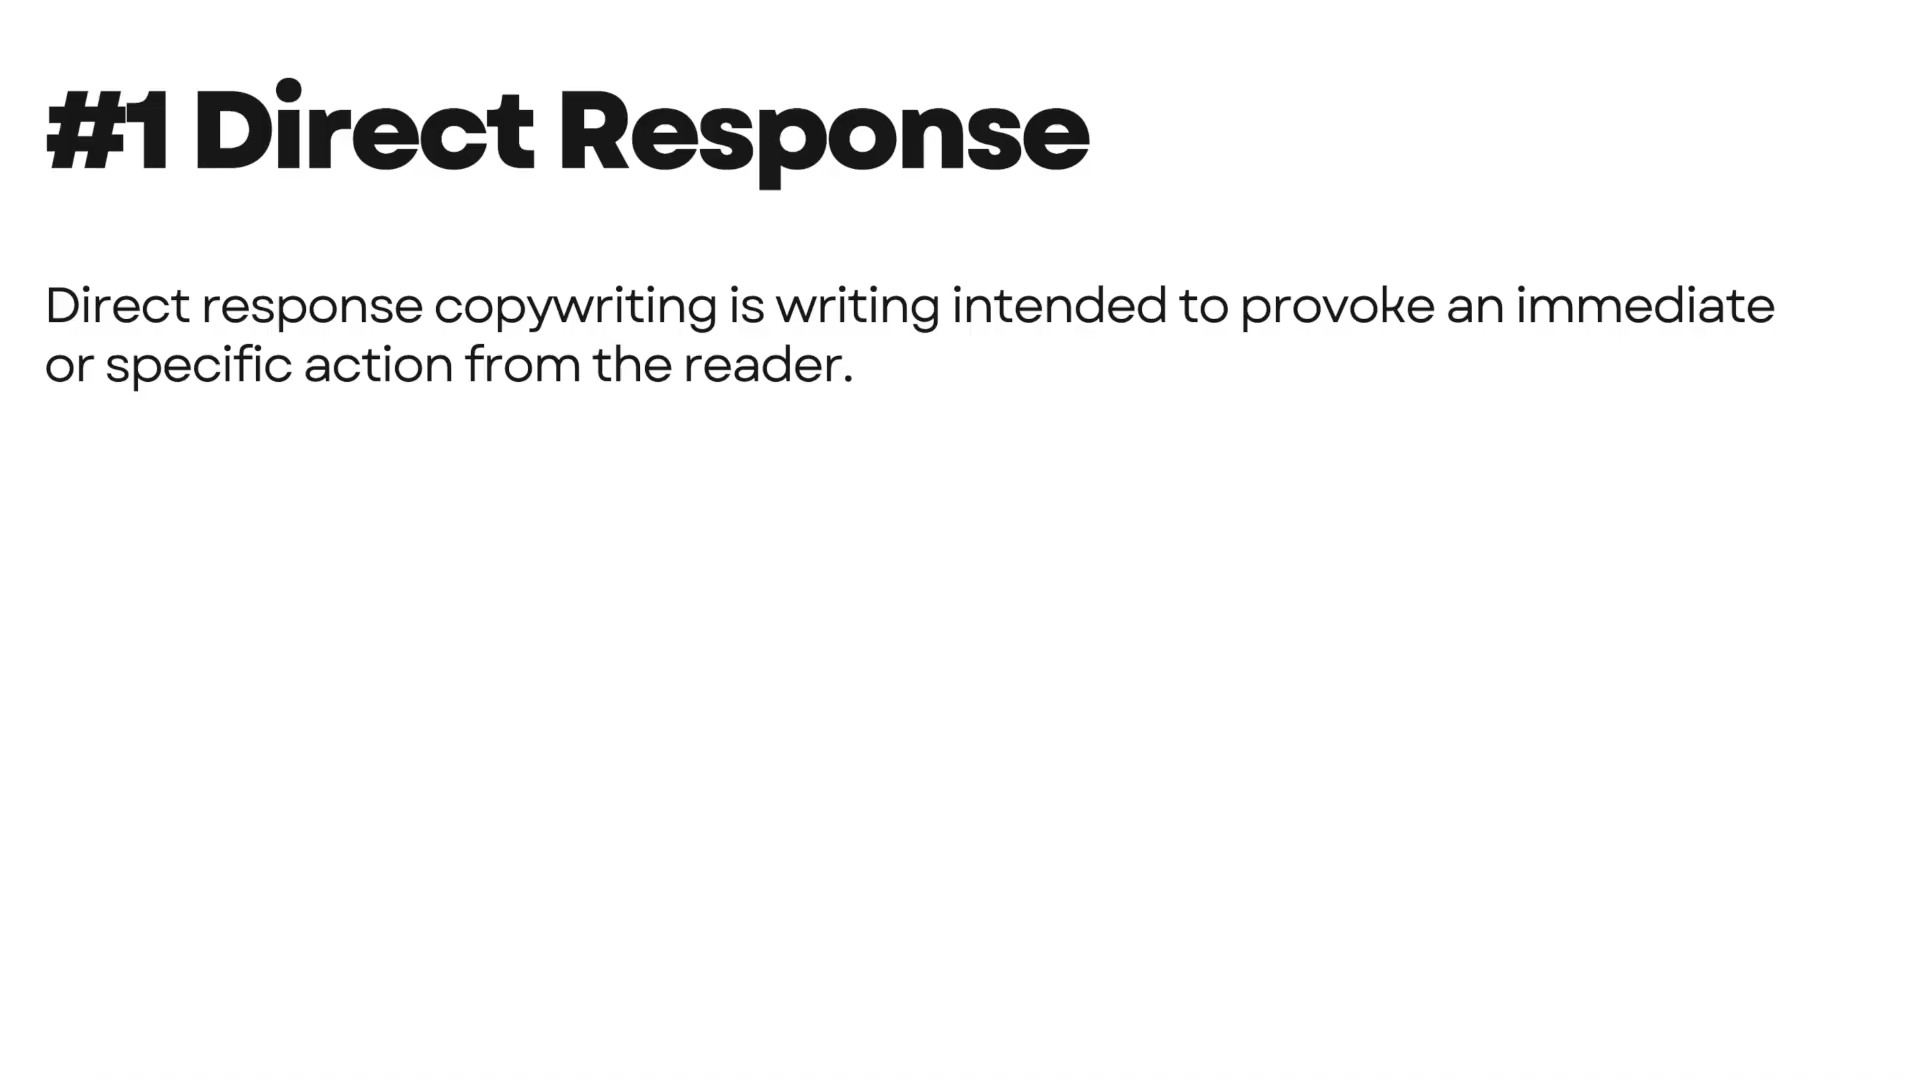 #1 Direct Response
Direct response copywriting is writing intended to provoke an immediate
or specific action from the reader.